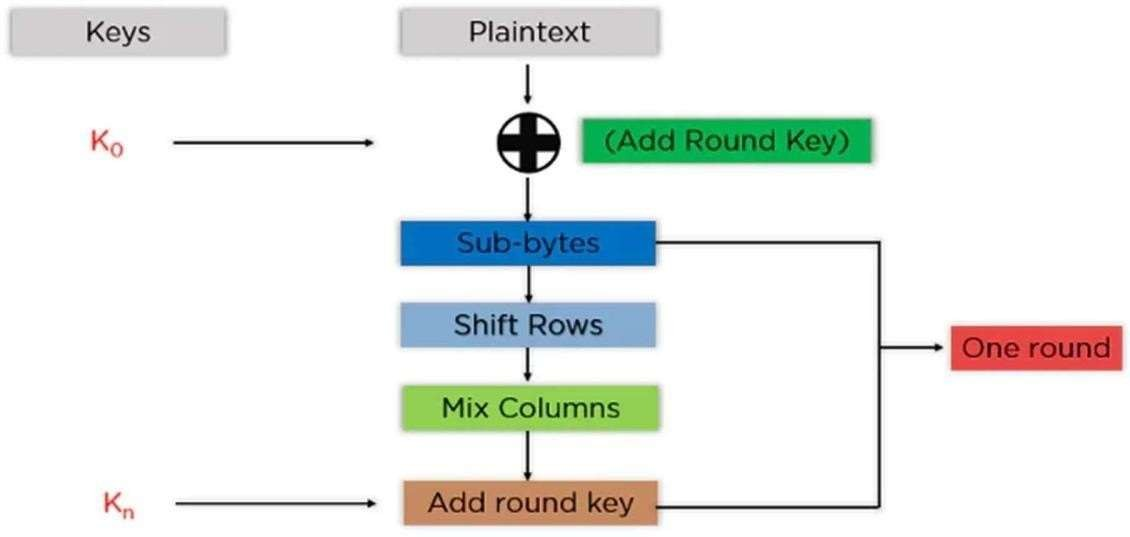 Keys
Plaintext
K₀
(Add Round Key)
Sub-bytes
Shift Rows
One round
Mix Columns
Kₙ
Add round key